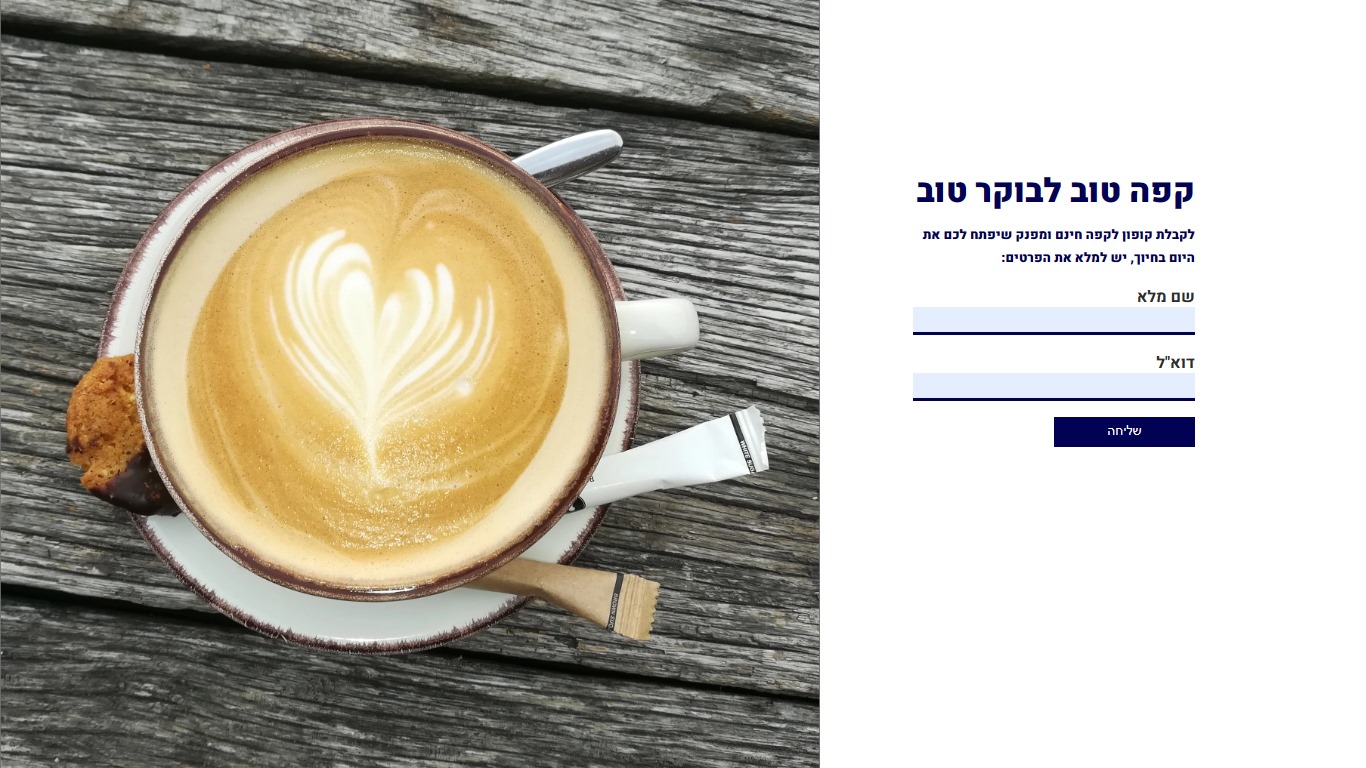 קפה טוב לבוקר טוב
לקבלת קופון לקפה חינם ומפנק שיפתח לכם את
היום בחיוך, יש למלא את הפרטים:
שם מלא
דוא"ל
שליחה